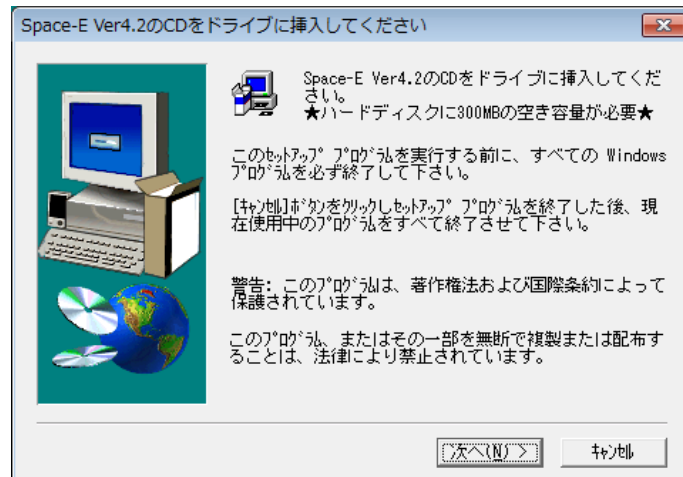 Space-E Ver4.2のCDをドライブに挿入してください
Space-E Ver4.2のCDをドライブに挿入してくだ
さい。
★ハードディスクに300MBの空き容量が必要★
このｾｯﾄｱｯﾌﾟ ﾌﾟﾛｸﾞﾗﾑを実行する前に、すべての Windows
ﾌﾟﾛｸﾞﾗﾑを必ず終了して下さい。
[ｷｬﾝｾﾙ]ﾎﾞﾀﾝをｸﾘｯｸしｾｯﾄｱｯﾌﾟ ﾌﾟﾛｸﾞﾗﾑを終了した後、現
在使用中のﾌﾟﾛｸﾞﾗﾑをすべて終了させて下さい。
警告: このﾌﾟﾛｸﾞﾗﾑは、著作権法および国際条約によって
保護されています。
このﾌﾟﾛｸﾞﾗﾑ、またはその一部を無断で複製または配布す
ることは、法律により禁止されています。
次へ(N) >
ｷｬﾝｾﾙ